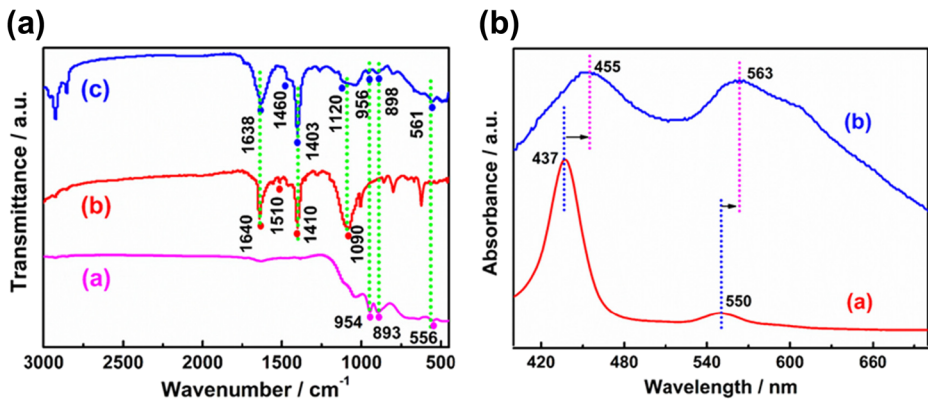 (a)
Transmittance / a.u.
(c)
1638
1460
1403
1120
956
898
561
(b)
1640
1510
1410
1090
(a)
954
893
556
3000
2500
2000
1500
1000
500
Wavenumber / cm⁻¹
(b)
Absorbance / a.u.
455
563
(b)
437
550
(a)
420
480
540
600
660
Wavelength / nm